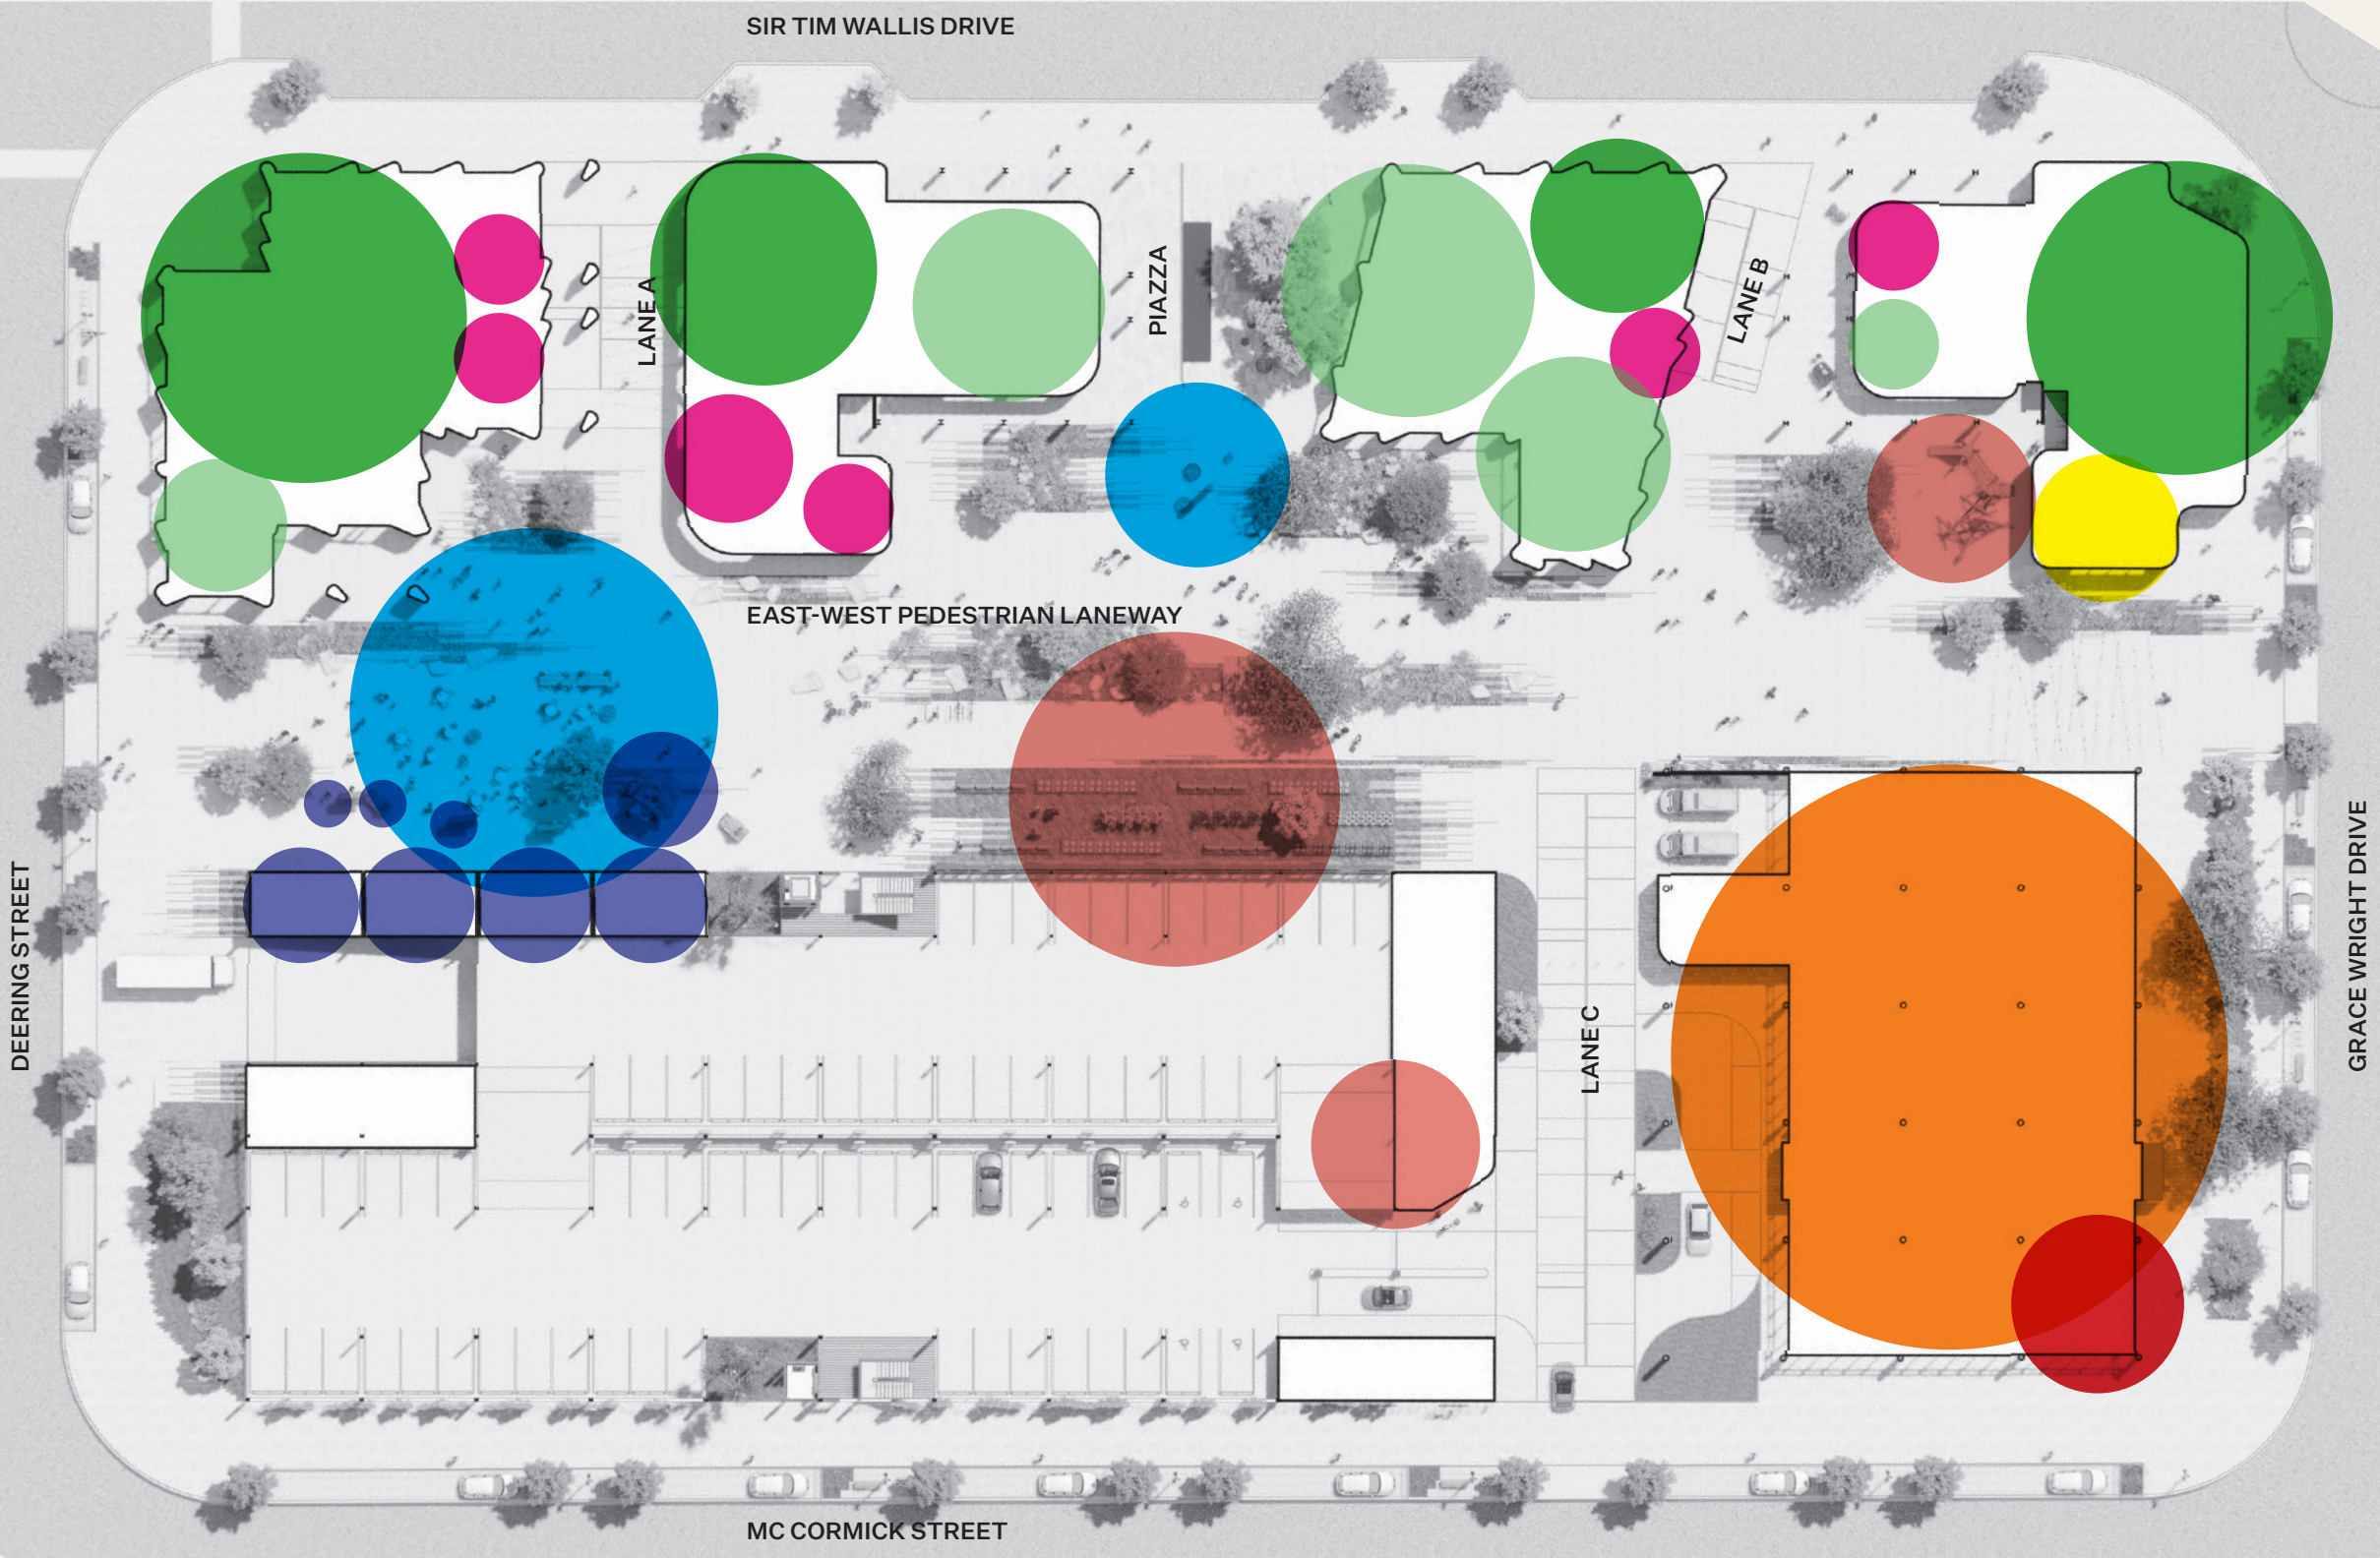 SIR TIM WALLIS DRIVE
LANE A
PIAZZA
LANE B
EAST-WEST PEDESTRIAN LANEWAY
DEERING STREET
LANE C
GRACE WRIGHT DRIVE
MC CORMICK STREET